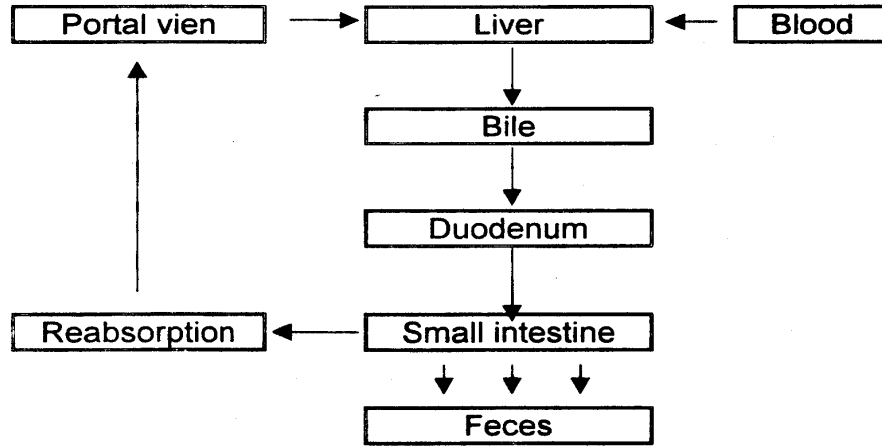 Portal vien
Liver
Blood
Bile
Duodenum
Reabsorption
Small intestine
Feces